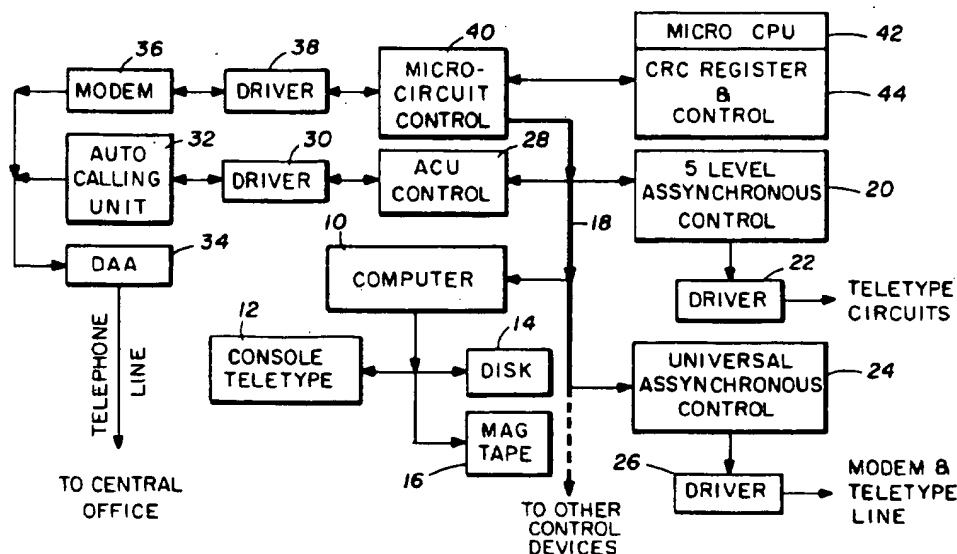 36
38
40
MICRO CPU
42
MODEM
DRIVER
MICRO-
CIRCUIT
CONTROL
CRC REGISTER
&
CONTROL
44
32
30
28
AUTO
CALLING
UNIT
DRIVER
ACU
CONTROL
5 LEVEL
ASSYNCHRONOUS
CONTROL
20
34
10
18
DAA
COMPUTER
22
DRIVER
TELETYPE
CIRCUITS
TELEPHONE
LINE
12
14
CONSOLE
TELETYPE
DISK
UNIVERSAL
ASSYNCHRONOUS
CONTROL
24
MAG
TAPE
16
26
DRIVER
MODEM &
TELETYPE
LINE
TO CENTRAL
OFFICE
TO OTHER
CONTROL
DEVICES